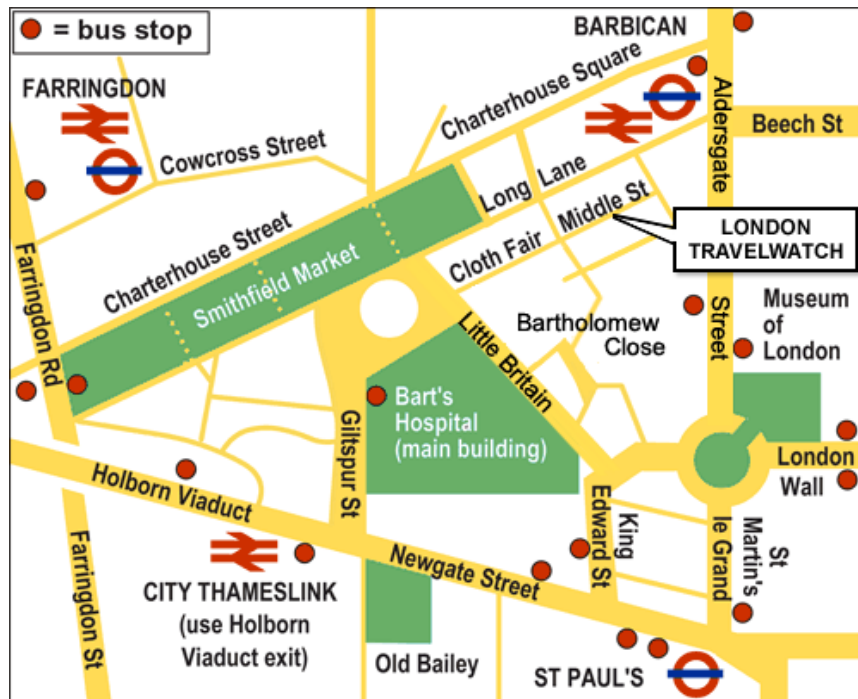 = bus stop
BARBICAN
FARRINGDON
Charterhouse Square
Aldersgate
Beech St
Cowcross Street
Long Lane
Middle St
LONDON
TRAVELWATCH
Charterhouse Street
Smithfield Market
Cloth Fair
Farringdon Rd
Little Britain
Bartholomew
Close
Street
Museum
of
London
Bart's
Hospital
(main building)
Giltspur St
Holborn Viaduct
London
Wall
King
Edward St
St
Martin's
le Grand
Farringdon St
Newgate Street
CITY THAMESLINK
(use Holborn
Viaduct exit)
Old Bailey
ST PAUL'S